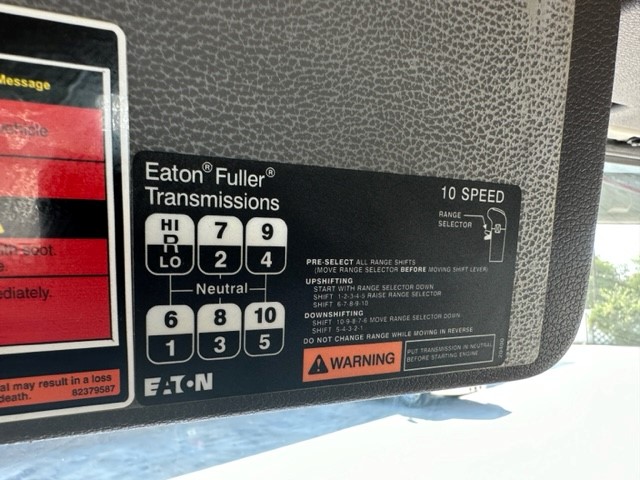 Message
vehicle
soot.
ediately.
al may result in a loss
death.
82379587
Eaton® Fuller®
Transmissions
10 SPEED
HI
R
LO
7
2
9
4
Neutral
6
1
8
3
10
5
EATON
RANGE
SELECTOR
PRE-SELECT ALL RANGE SHIFTS
(MOVE RANGE SELECTOR BEFORE MOVING SHIFT LEVER)
UPSHIFTING
START WITH RANGE SELECTOR DOWN
SHIFT 1-2-3-4-5 RAISE RANGE SELECTOR
SHIFT 6-7-8-9-10
DOWNSHIFTING
SHIFT 10-9-8-7-6 MOVE RANGE SELECTOR DOWN
SHIFT 5-4-3-2-1
DO NOT CHANGE RANGE WHILE MOVING IN REVERSE
WARNING
PUT TRANSMISSION IN NEUTRAL
BEFORE STARTING ENGINE